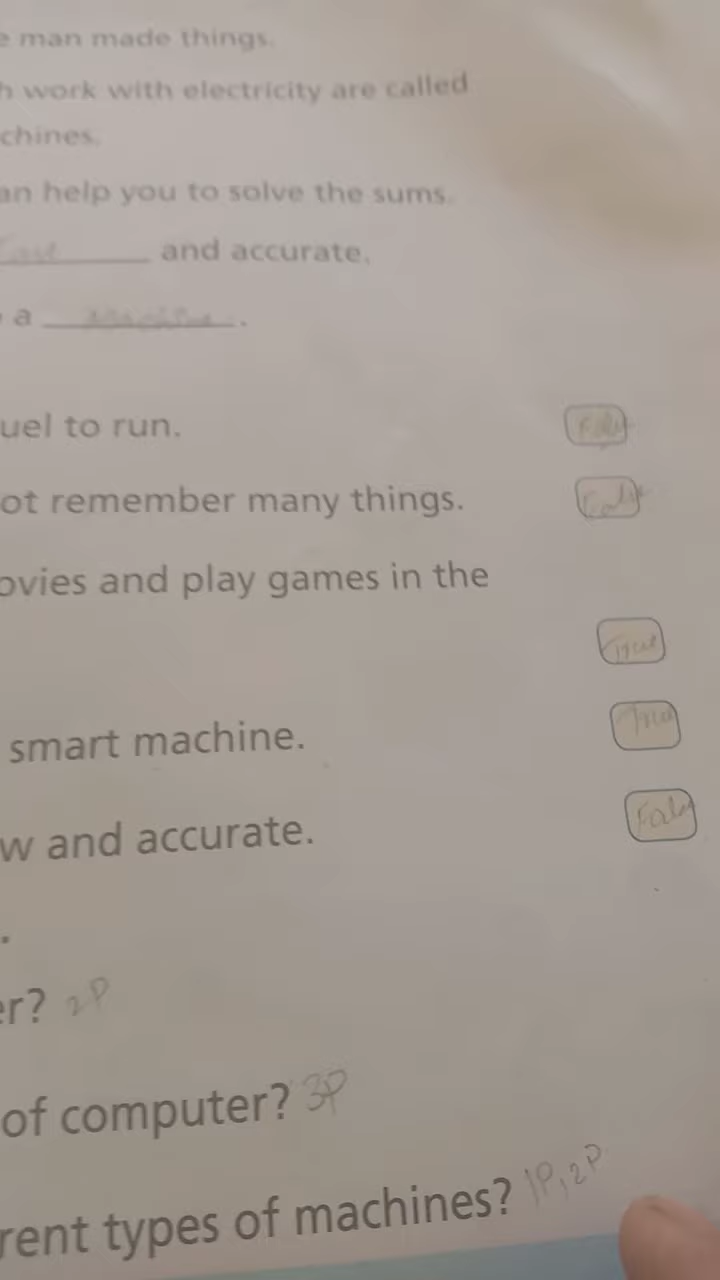 man made things.
work with electricity are called
chines.
an help you to solve the sums.
and accurate.
a
uel to run.
ot remember many things.
ovies and play games in the
True
smart machine. True
w and accurate.
er? 2P
of computer? 3P
rent types of machines? 1P, 2P